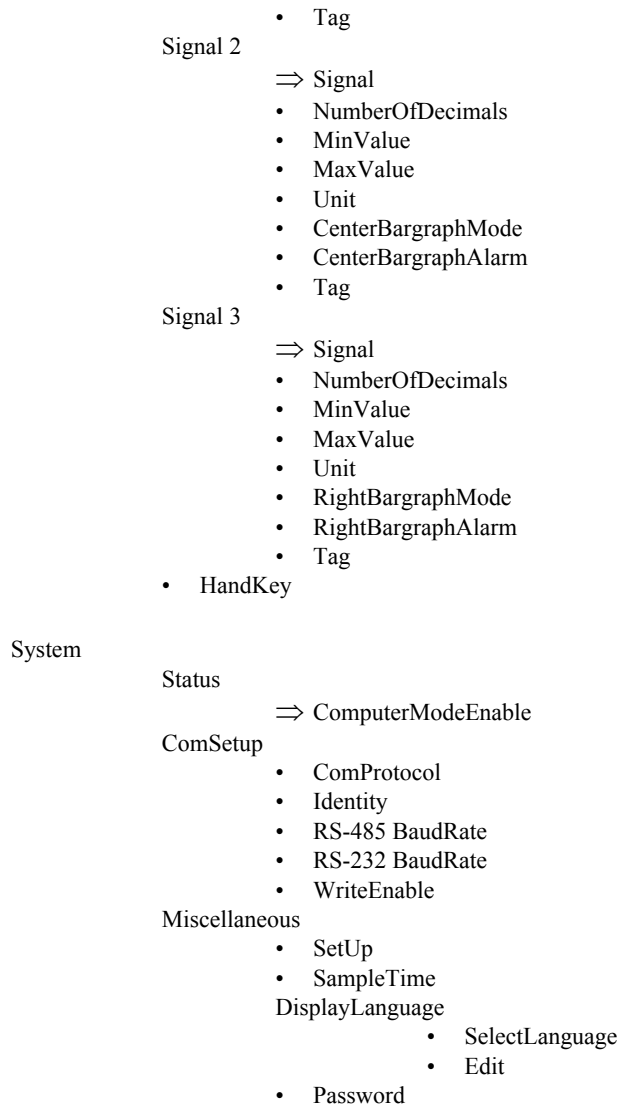 • Tag
Signal 2
⇒ Signal
• NumberOfDecimals
• MinValue
• MaxValue
• Unit
• CenterBargraphMode
• CenterBargraphAlarm
• Tag
Signal 3
⇒ Signal
• NumberOfDecimals
• MinValue
• MaxValue
• Unit
• RightBargraphMode
• RightBargraphAlarm
• Tag
• HandKey
System
Status
⇒ ComputerModeEnable
ComSetup
• ComProtocol
• Identity
• RS-485 BaudRate
• RS-232 BaudRate
• WriteEnable
Miscellaneous
• SetUp
• SampleTime
DisplayLanguage
• SelectLanguage
• Edit
• Password